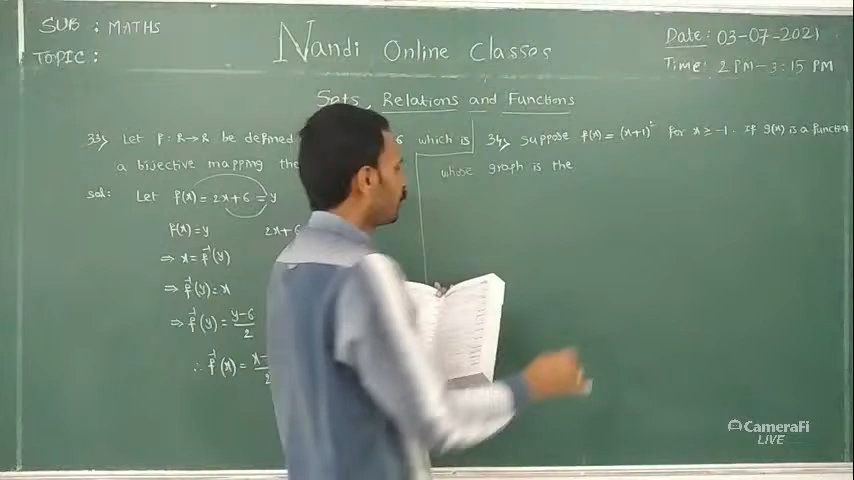 SUB : MATHS
TOPIC :
Nandi Online Classes
Date: 03-07-2021
Time: 2 PM-3:15 PM
Sets, Relations and Functions
33) Let f: R→R be defined 6 which is
a bijective mapping the
sol: Let f(x) = 2x+6 = y
f(x) = y 2x+6
⇒ x = f⁻¹(y)
⇒ f⁻¹(y) = x
⇒ f⁻¹(y) = (y-6)/2
∴ f⁻¹(x) = x- 2
34) suppose f(x) = (x+1)² for x ≥ -1. If g(x) is a function
whose graph is the
CameraFi
LIVE